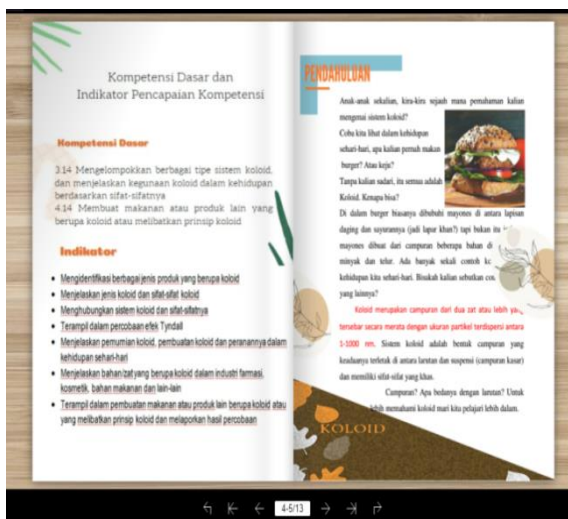 Kompetensi Dasar dan
Indikator Pencapaian Kompetensi
Kompetensi Dasar
3.14 Mengelompokkan berbagai tipe sistem koloid,
dan menjelaskan kegunaan koloid dalam kehidupan
berdasarkan sifat-sifatnya
4.14 Membuat makanan atau produk lain yang
berupa koloid atau melibatkan prinsip koloid
Indikator
Mengidentifikasi berbagai jenis produk yang berupa koloid
Menjelaskan jenis koloid dan sifat-sifat koloid
Menghubungkan sistem koloid dan sifat-sifatnya
Terampil dalam percobaan efek Tyndall
Menjelaskan pemurnian koloid, pembuatan koloid dan peranannya dalam
kehidupan sehari-hari
Menjelaskan bahan/zat yang berupa koloid dalam industri farmasi,
kosmetik, bahan makanan dan lain-lain
Terampil dalam pembuatan makanan atau produk lain berupa koloid atau
yang melibatkan prinsip koloid dan melaporkan hasil percobaan
PENDAHULUAN
Anak-anak sekalian, kira-kira sejauh mana pemahaman kalian
mengenai sistem koloid?
Coba kita lihat dalam kehidupan
sehari-hari, apa kalian pernah makan
burger? Atau keju?
Tanpa kalian sadari, itu semua adalah
Koloid. Kenapa bisa?
Di dalam burger biasanya dibubuhi mayones di antara lapisan
daging dan sayurannya (jadi lapar khan?) tapi bukan itu
mayones dibuat dari campuran beberapa bahan
minyak dan telur. Ada banyak sekali contoh
kehidupan kita sehari-hari. Bisakah kalian sebutkan
yang lainnya?
Koloid merupakan campuran dari dua zat atau lebih yang
tersebar secara merata dengan ukuran partikel terdispersi antara
1-1000 nm. Sistem koloid adalah bentuk campuran yang
keadaanya terletak di antara larutan dan suspensi (campuran kasar)
dan memiliki sifat-sifat yang khas.
Campuran? Apa bedanya dengan larutan? Untuk
lebih memahami koloid mari kita pelajari lebih dalam.
KOLOID
4-5/13